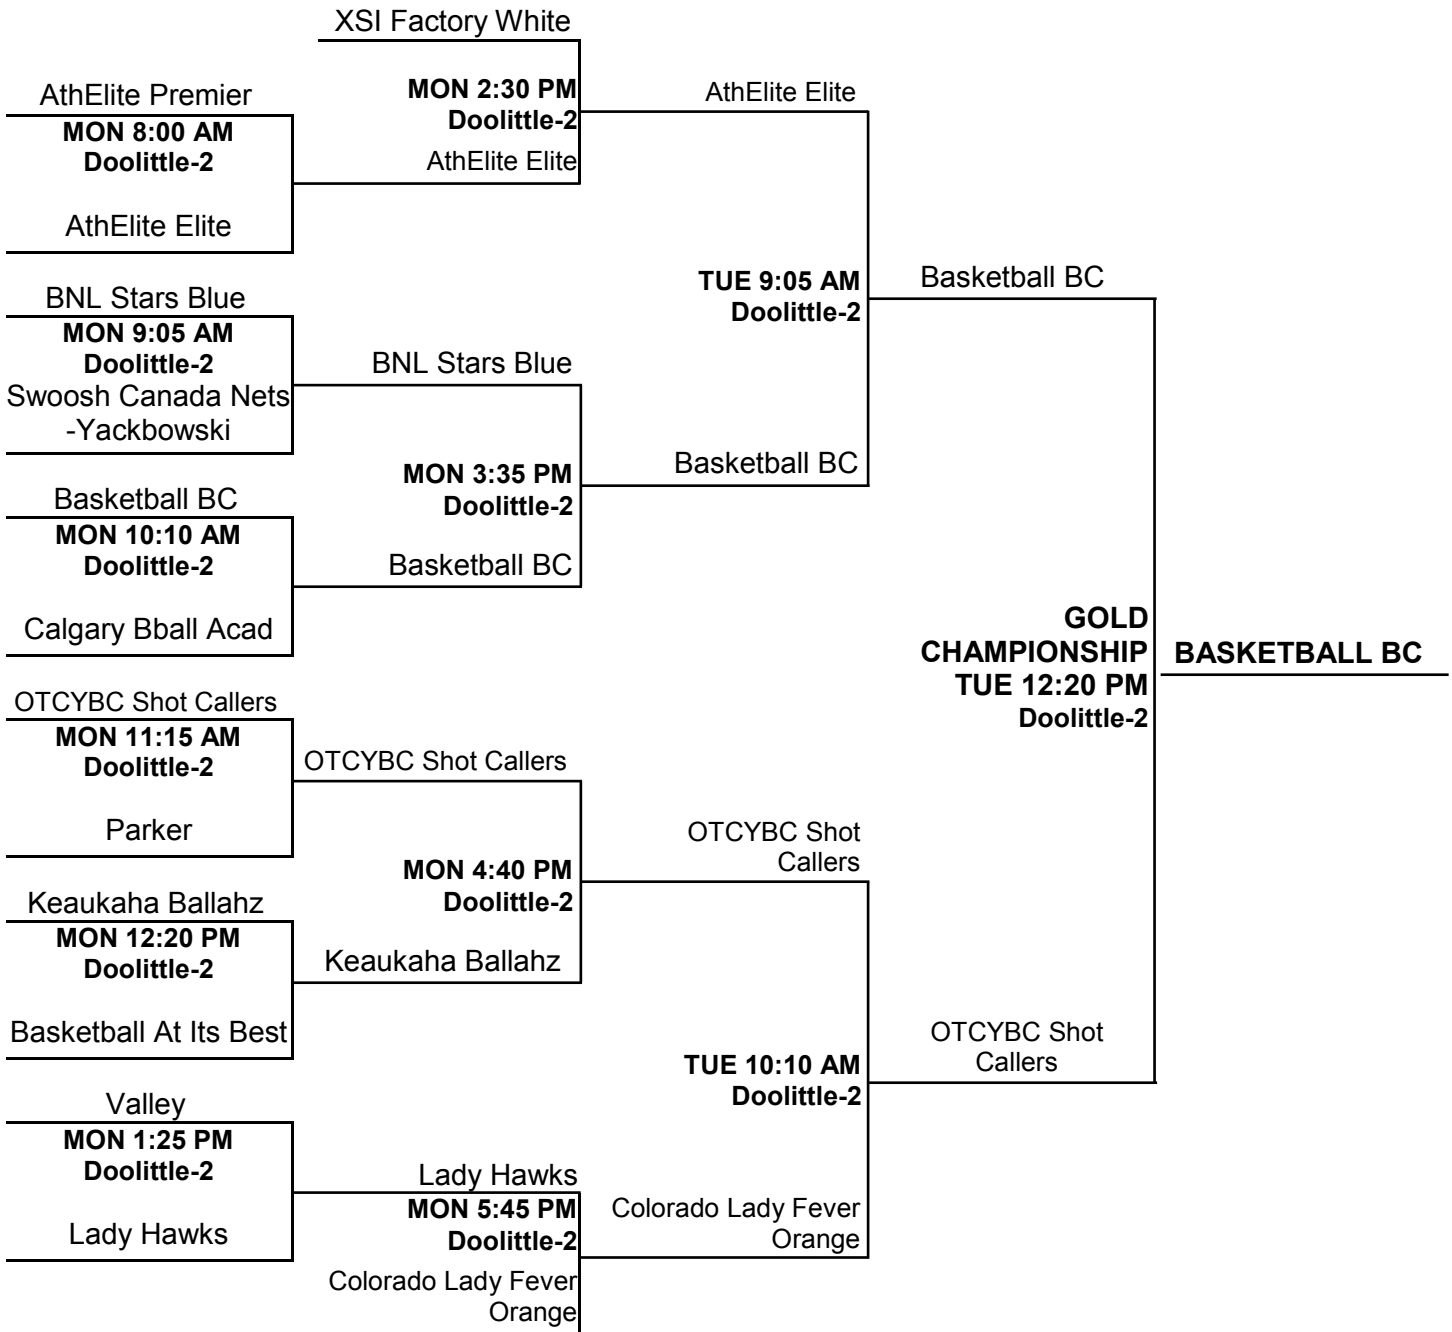 XSI Factory White
AthElite Premier
MON 8:00 AM
Doolittle-2
AthElite Elite
MON 2:30 PM
Doolittle-2
AthElite Elite
AthElite Elite
BNL Stars Blue
MON 9:05 AM
Doolittle-2
Swoosh Canada Nets
-Yackbowski
BNL Stars Blue
TUE 9:05 AM
Doolittle-2
Basketball BC
Basketball BC
MON 10:10 AM
Doolittle-2
Calgary Bball Acad
MON 3:35 PM
Doolittle-2
Basketball BC
Basketball BC
GOLD
CHAMPIONSHIP
TUE 12:20 PM
Doolittle-2
BASKETBALL BC
OTCYBC Shot Callers
MON 11:15 AM
Doolittle-2
Parker
OTCYBC Shot Callers
MON 4:40 PM
Doolittle-2
OTCYBC Shot
Callers
Keaukaha Ballahz
MON 12:20 PM
Doolittle-2
Basketball At Its Best
Keaukaha Ballahz
TUE 10:10 AM
Doolittle-2
OTCYBC Shot
Callers
Valley
MON 1:25 PM
Doolittle-2
Lady Hawks
Lady Hawks
MON 5:45 PM
Doolittle-2
Colorado Lady Fever
Orange
Colorado Lady Fever
Orange